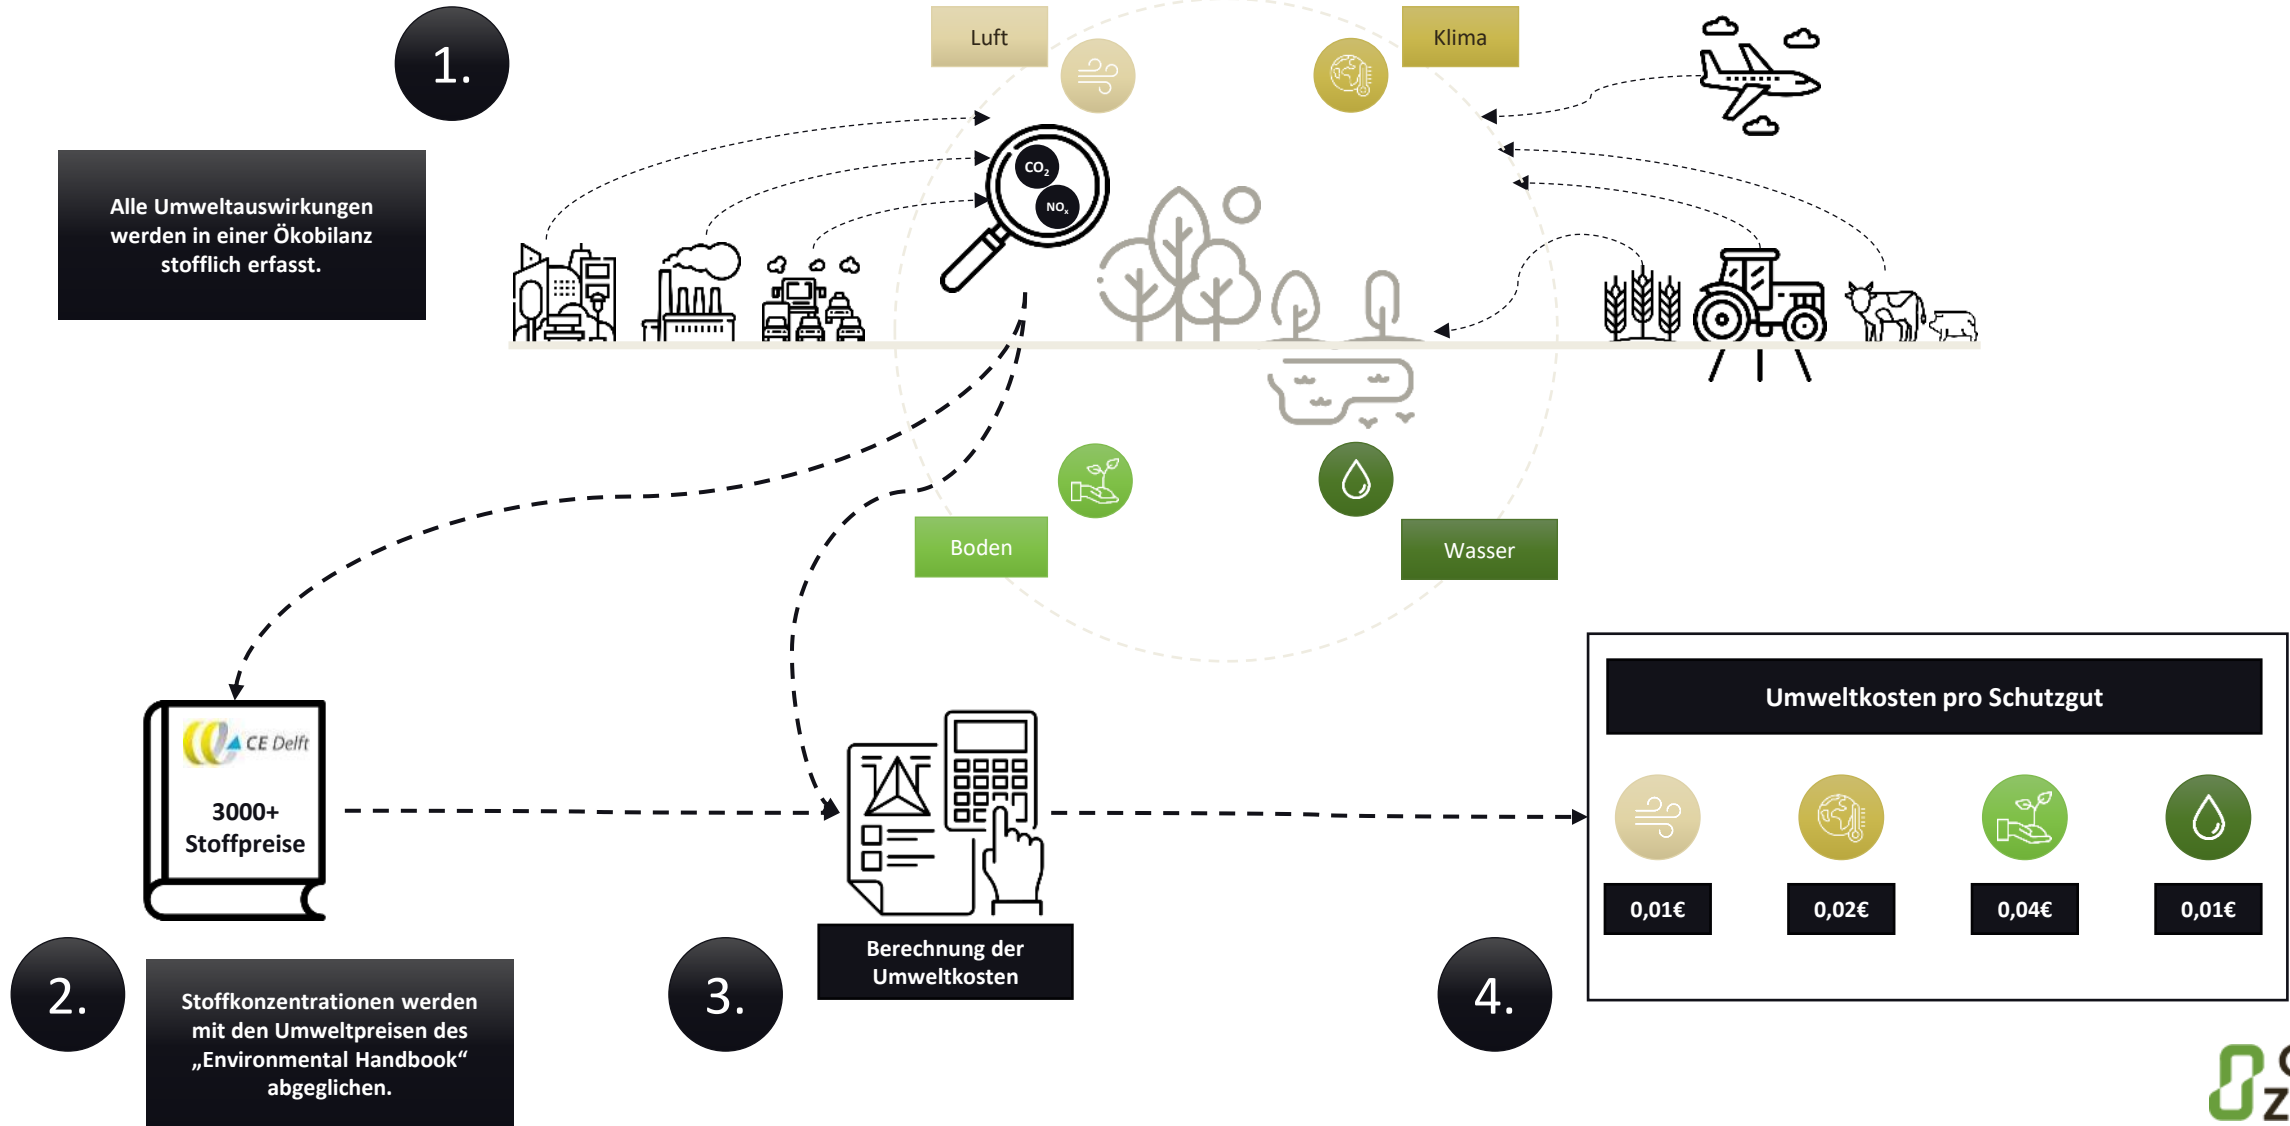 1.
Luft
Klima
Alle Umweltauswirkungen
werden in einer Ökobilanz
stofflich erfasst.
CO₂
NOₓ
Boden
Wasser
CE Delft
3000+
Stoffpreise
2.
Stoffkonzentrationen werden
mit den Umweltpreisen des
„Environmental Handbook“
abgeglichen.
3.
Berechnung der
Umweltkosten
4.
Umweltkosten pro Schutzgut
0,01€
0,02€
0,04€
0,01€